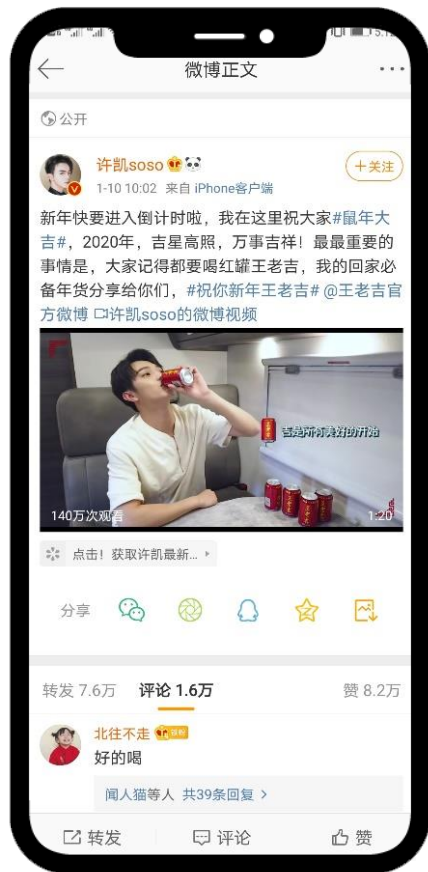 微博正文
公开
许凯soso
+关注
1-10 10:02 来自 iPhone客户端
新年快要进入倒计时啦，我在这里祝大家#鼠年大
吉#，2020年，吉星高照，万事吉祥！最最重要的
事情是，大家记得都要喝红罐王老吉，我的回家必
备年货分享给你们，#祝你新年王老吉# @王老吉官
方微博 许凯soso的微博视频
吉是所有美好的开始
140万次观看
1:20
点击！获取许凯最新...
分享
转发 7.6万 评论 1.6万 赞 8.2万
北往不走
好的喝
闻人猫等人 共39条回复 >
转发 评论 赞